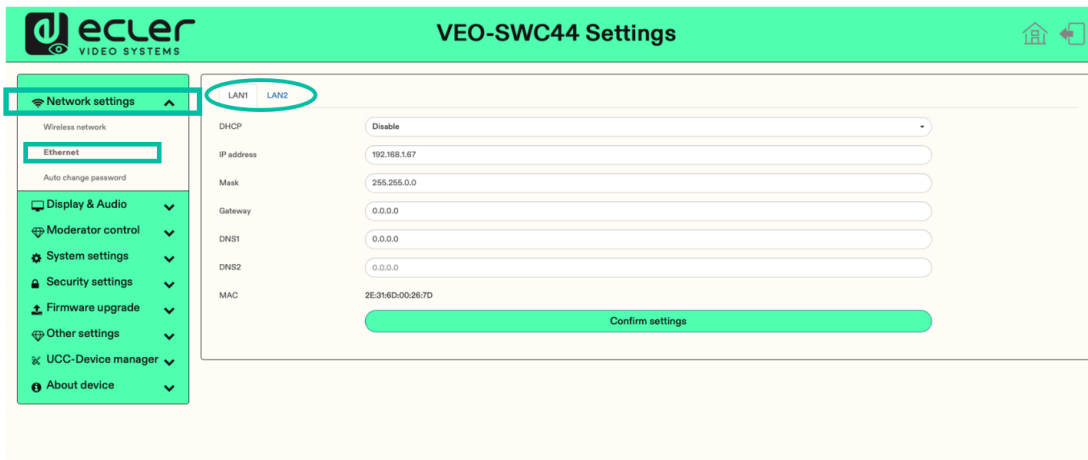 ecler
VIDEO SYSTEMS
VEO-SWC44 Settings
Network settings
Wireless network
Ethernet
Auto change password
Display & Audio
Moderator control
System settings
Security settings
Firmware upgrade
Other settings
UCC-Device manager
About device
LAN1 LAN2
DHCP Disable
IP address 192.168.1.67
Mask 255.255.0.0
Gateway 0.0.0.0
DNS1 0.0.0.0
DNS2 0.0.0.0
MAC 2E:31:6D:00:26:7D
Confirm settings